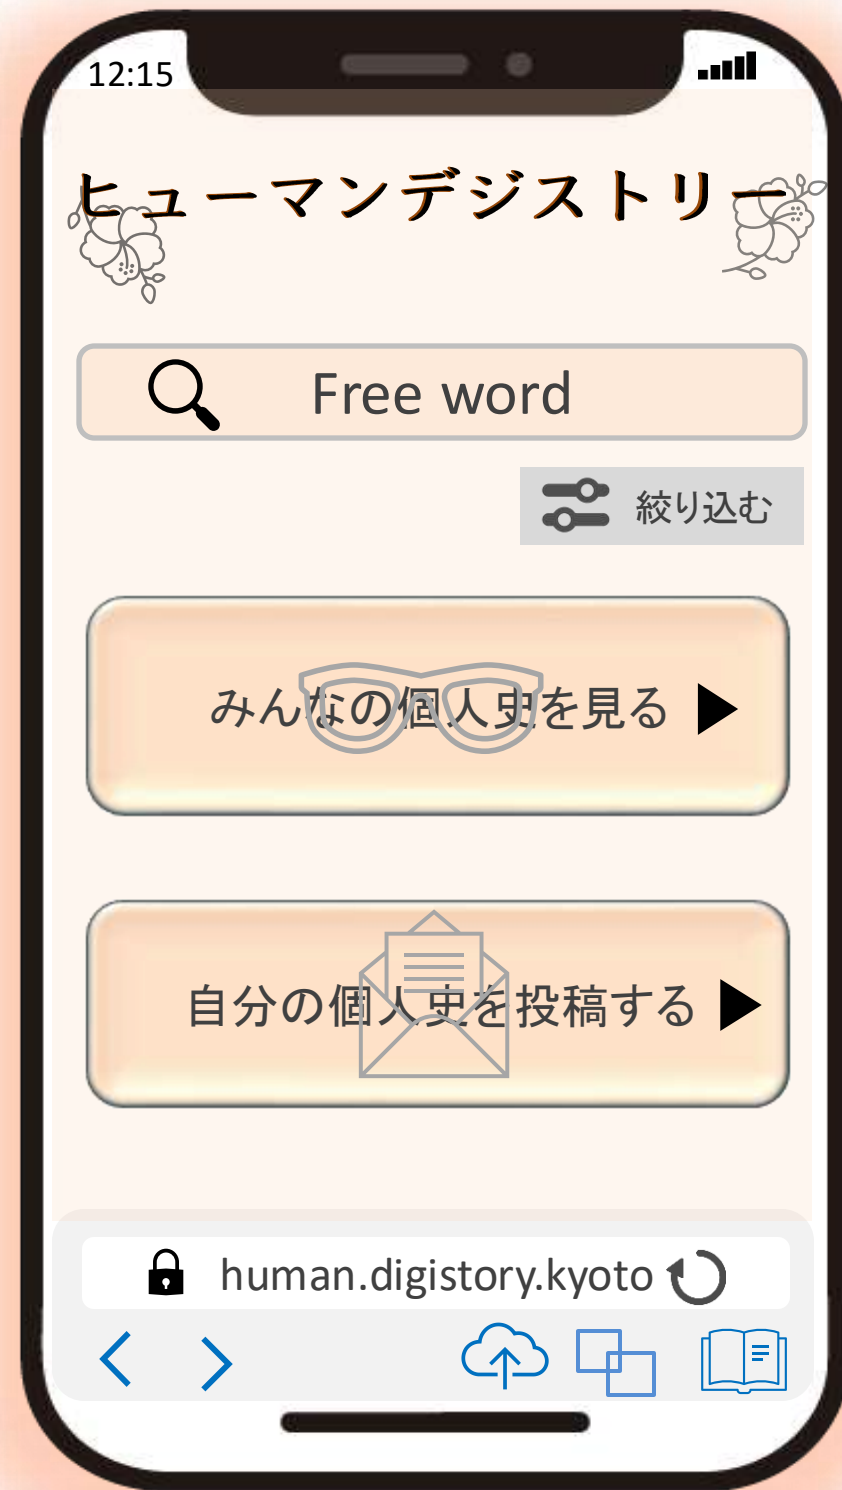 12:15
ヒューマンデジストリー
Free word
絞り込む
みんなの個人史を見る
自分の個人史を投稿する
human.digistory.kyoto